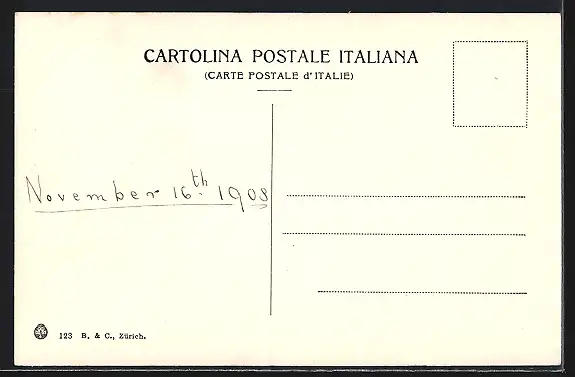 CARTOLINA POSTALE ITALIANA
(CARTE POSTALE d'ITALIE)
November 16th 1908
123 B. & C., Zürich.